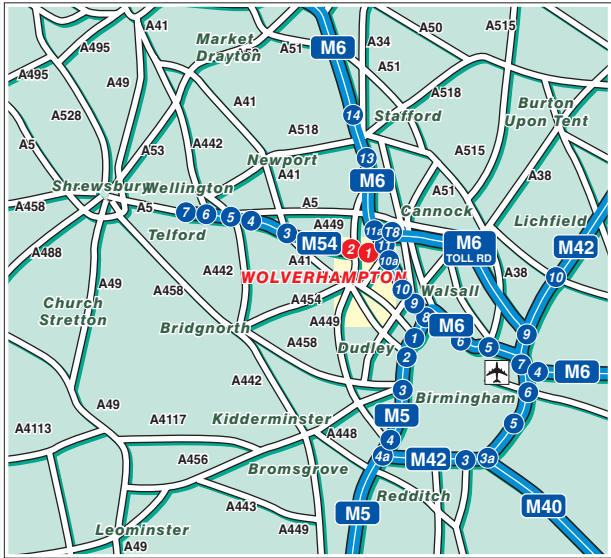 A41
A495
A495
A49
A528
A5
A53
Market
Drayton
A51
M6
A34
A50
A515
A51
A518
Stafford
Burton
Upon Tent
A41
A518
14
A442
Newport
A41
13
M6
A515
A38
A51
Shrewsbury
Wellington
A458
A5
7
6
5
4
3
A5
A449
M54
2
1
11a
T8
11
10a
Cannock
Lichfield
M6
TOLL RD
M42
Telford
A488
A49
A442
A41
WOLVERHAMPTON
A38
10
Church
Stretton
A458
Bridgnorth
A454
A449
A458
10
9
8
Walsall
M6
6
5
9
7
4
M6
Dudley
1
2
A442
3
Birmingham
6
5
A49
A4117
A4113
Kidderminster
M5
A448
4
4a
M42
3
3a
A456
Bromsgrove
Redditch
M40
A443
A449
M5
Leominster
A49